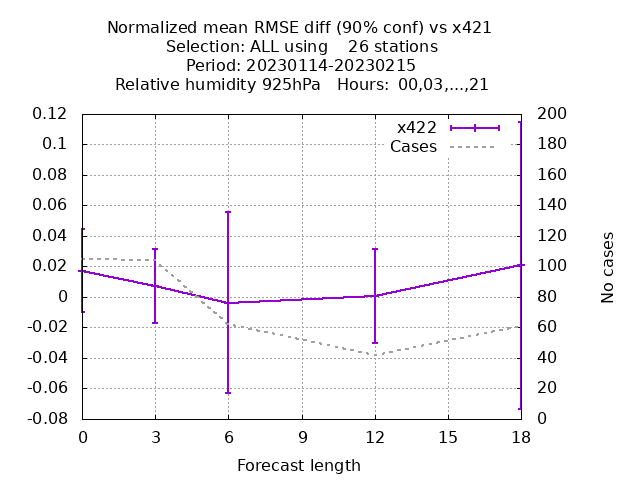 Normalized mean RMSE diff (90% conf) vs x421
Selection: ALL using    26 stations
Period: 20230114-20230215
Relative humidity 925hPa   Hours: 00,03,...,21
x422
Cases
0.12
0.1
0.08
0.06
0.04
0.02
0
-0.02
-0.04
-0.06
-0.08
200
180
160
140
120
100
80
60
40
20
0
No cases
0 3 6 9 12 15 18
Forecast length